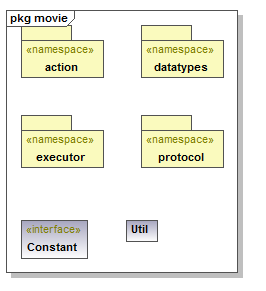 pkg movie
«namespace» «namespace»
action datatypes
«namespace» «namespace»
executor protocol
«interface» Util
Constant